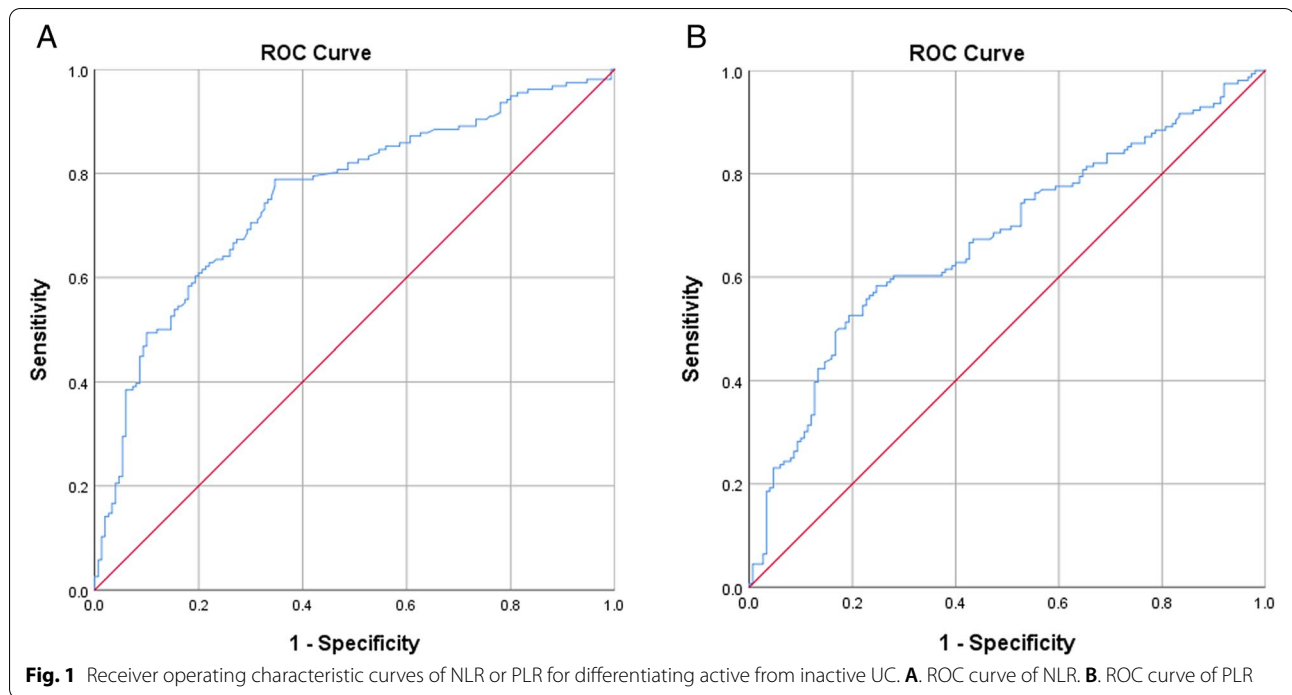 A
ROC Curve
1.0
0.8
0.6
0.4
0.2
0.0
Sensitivity
0.0 0.2 0.4 0.6 0.8 1.0
1 - Specificity
B
ROC Curve
1.0
0.8
0.6
0.4
0.2
0.0
Sensitivity
0.0 0.2 0.4 0.6 0.8 1.0
1 - Specificity
Fig. 1 Receiver operating characteristic curves of NLR or PLR for differentiating active from inactive UC. A. ROC curve of NLR. B. ROC curve of PLR